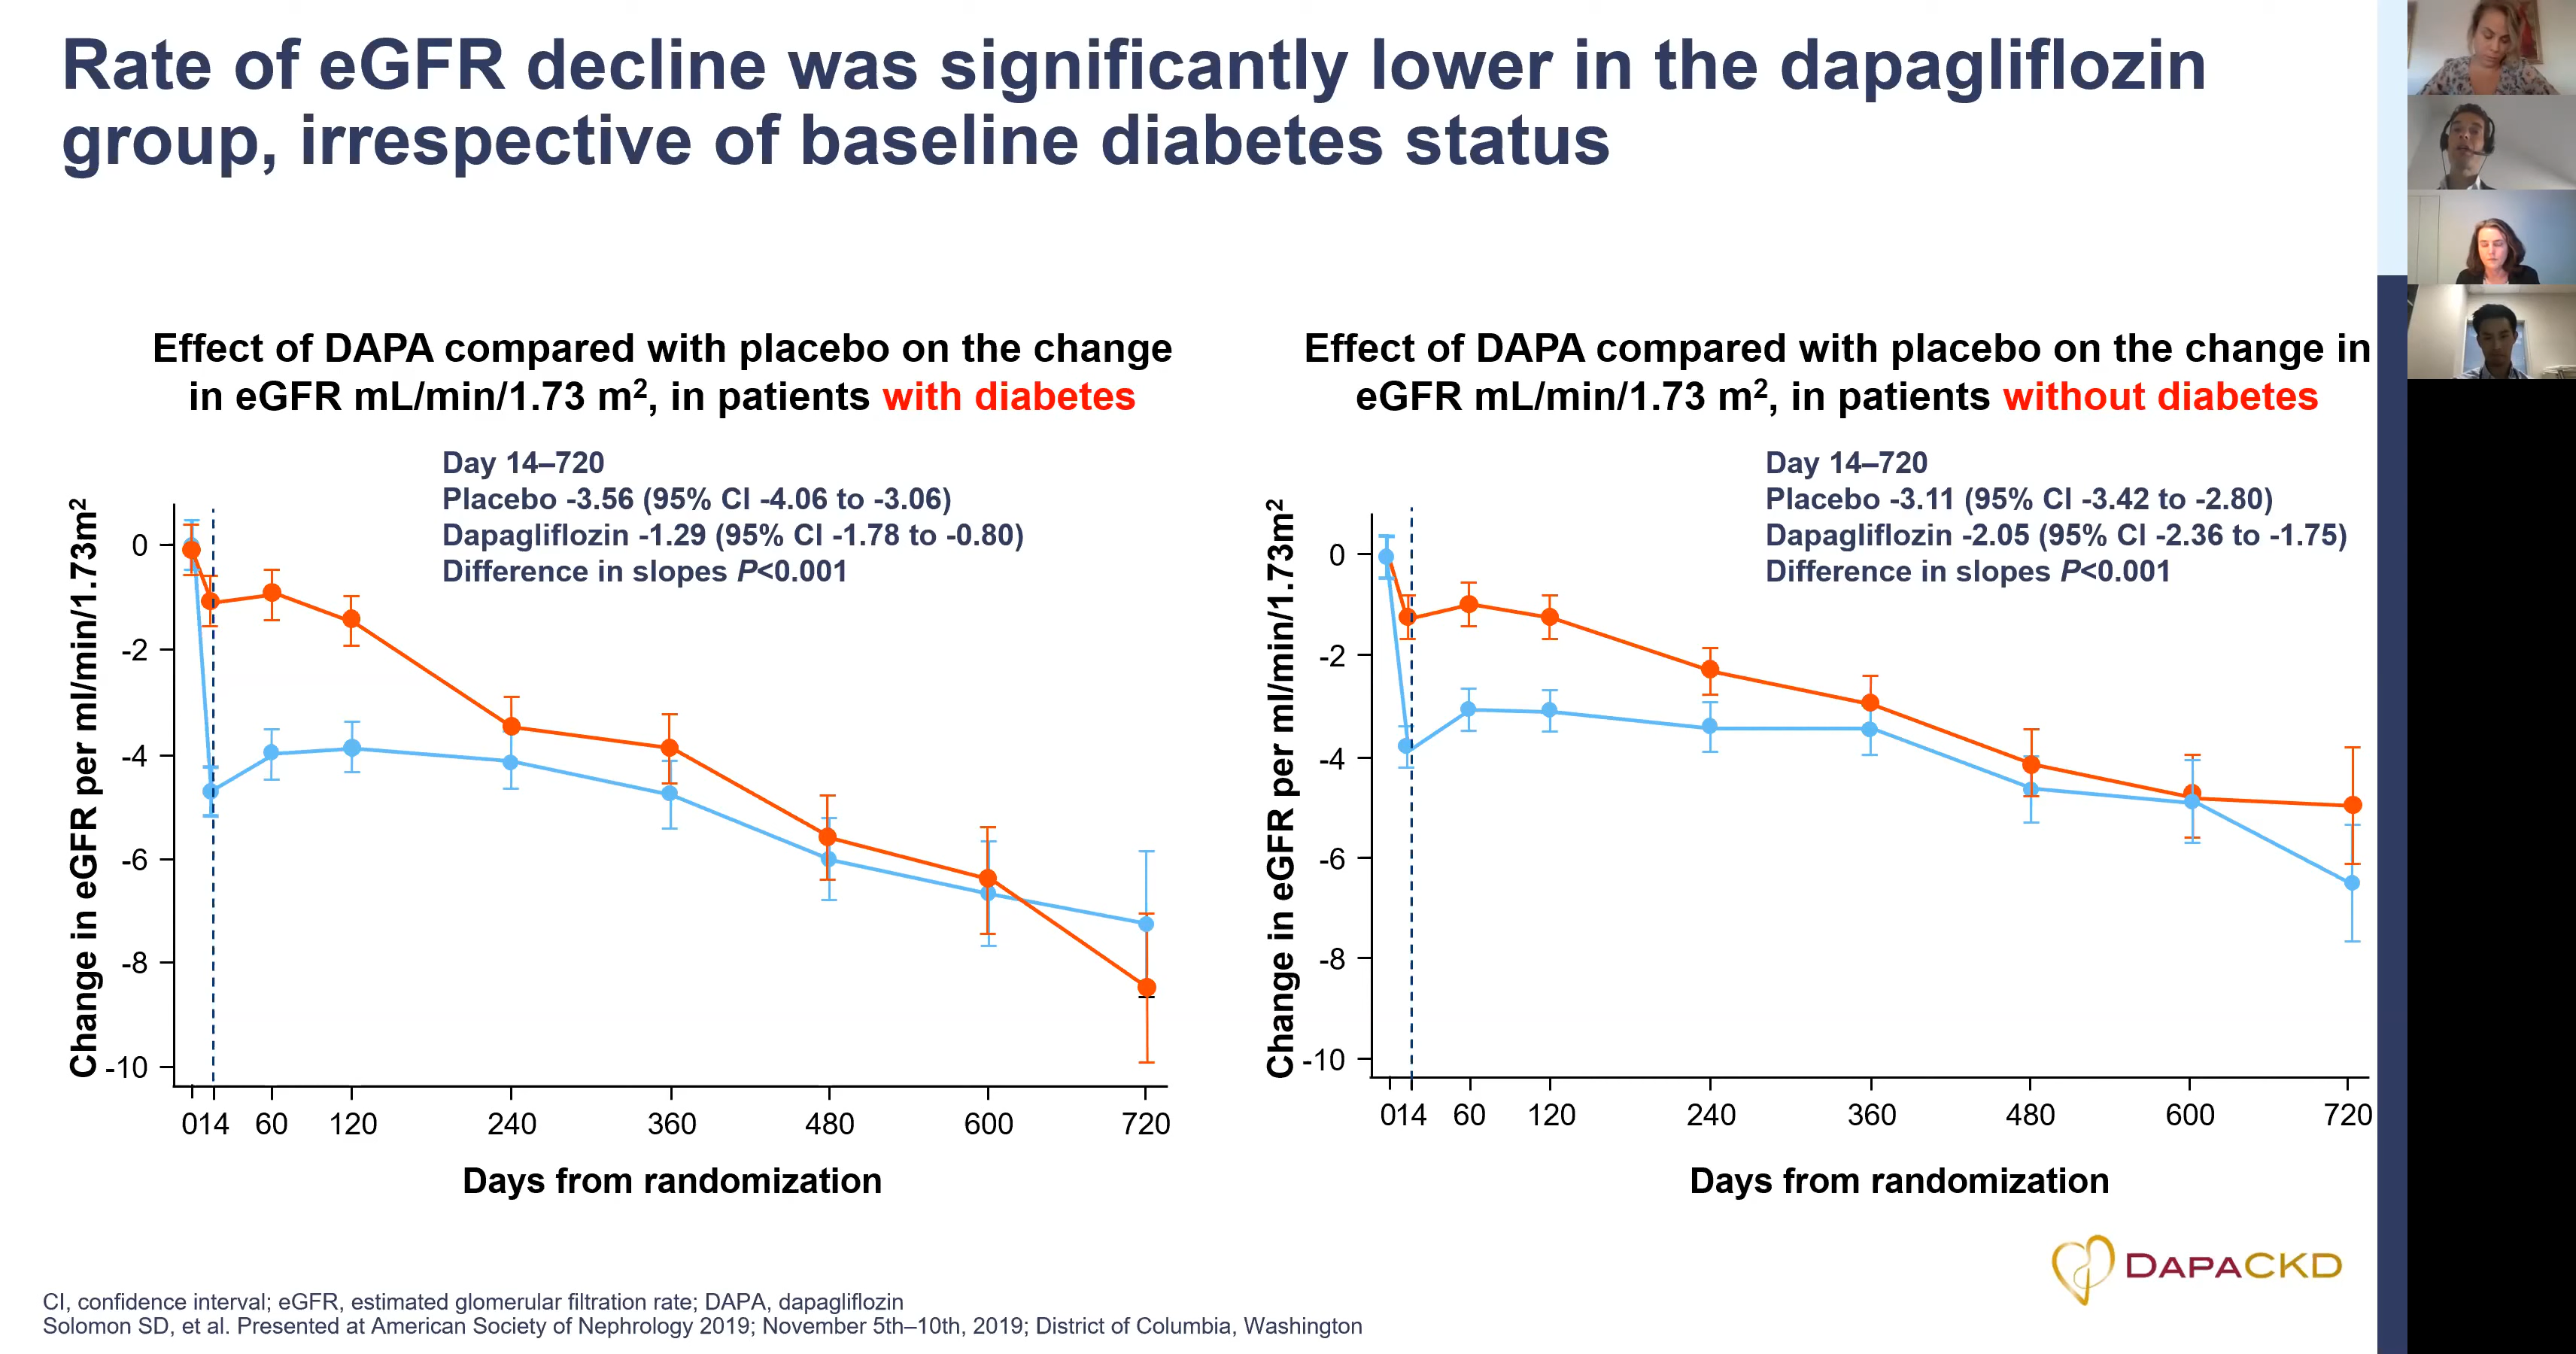 Rate of eGFR decline was significantly lower in the dapagliflozin
group, irrespective of baseline diabetes status
Effect of DAPA compared with placebo on the change
in eGFR mL/min/1.73 m², in patients with diabetes
Day 14–720
Placebo -3.56 (95% CI -4.06 to -3.06)
Dapagliflozin -1.29 (95% CI -1.78 to -0.80)
Difference in slopes P<0.001
Change in eGFR per ml/min/1.73m²
0
-2
-4
-6
-8
-10
0 14 60 120 240 360 480 600 720
Days from randomization
Effect of DAPA compared with placebo on the change in
eGFR mL/min/1.73 m², in patients without diabetes
Day 14–720
Placebo -3.11 (95% CI -3.42 to -2.80)
Dapagliflozin -2.05 (95% CI -2.36 to -1.75)
Difference in slopes P<0.001
Change in eGFR per ml/min/1.73m²
0
-2
-4
-6
-8
-10
0 14 60 120 240 360 480 600 720
Days from randomization
DAPACKD
CI, confidence interval; eGFR, estimated glomerular filtration rate; DAPA, dapagliflozin
Solomon SD, et al. Presented at American Society of Nephrology 2019; November 5th–10th, 2019; District of Columbia, Washington